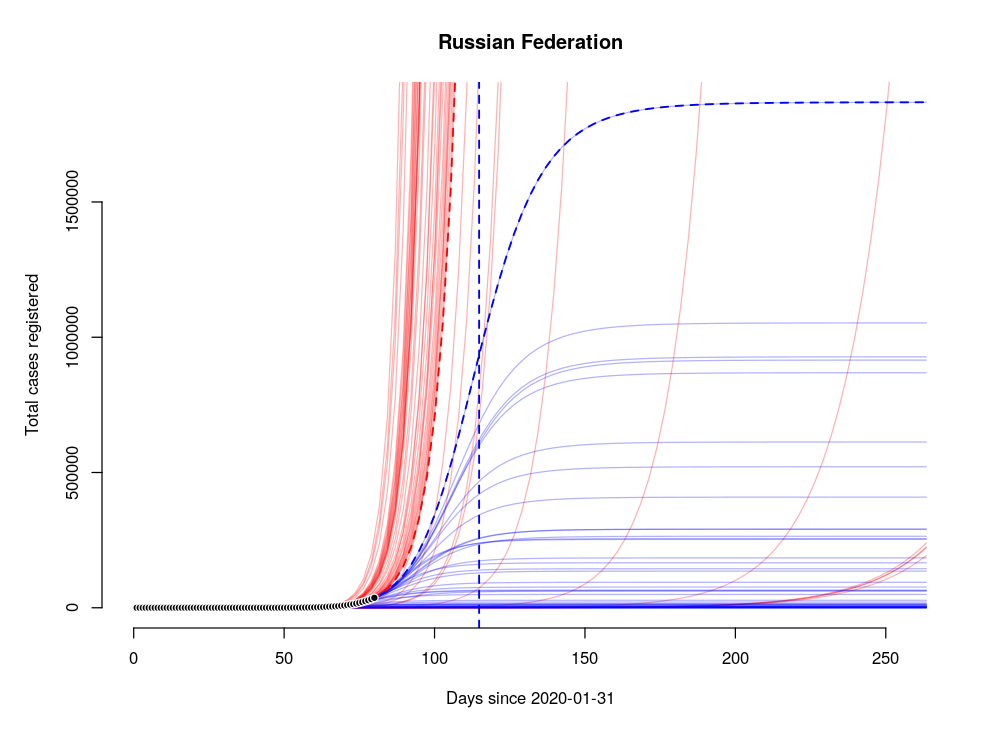 Russian Federation
Total cases registered
1500000
1000000
500000
0
0 50 100 150 200 250
Days since 2020-01-31